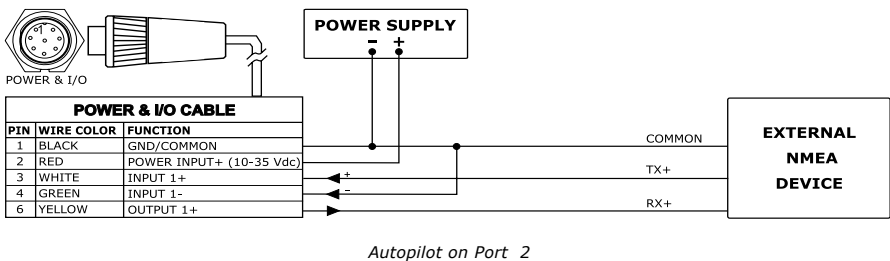 POWER SUPPLY
- +
1
POWER & I/O
POWER & I/O CABLE
PIN WIRE COLOR FUNCTION
1 BLACK GND/COMMON
2 RED POWER INPUT+ (10-35 Vdc)
3 WHITE INPUT 1+
4 GREEN INPUT 1-
6 YELLOW OUTPUT 1+
+
-
COMMON
TX+
RX+
EXTERNAL
NMEA
DEVICE
Autopilot on Port 2